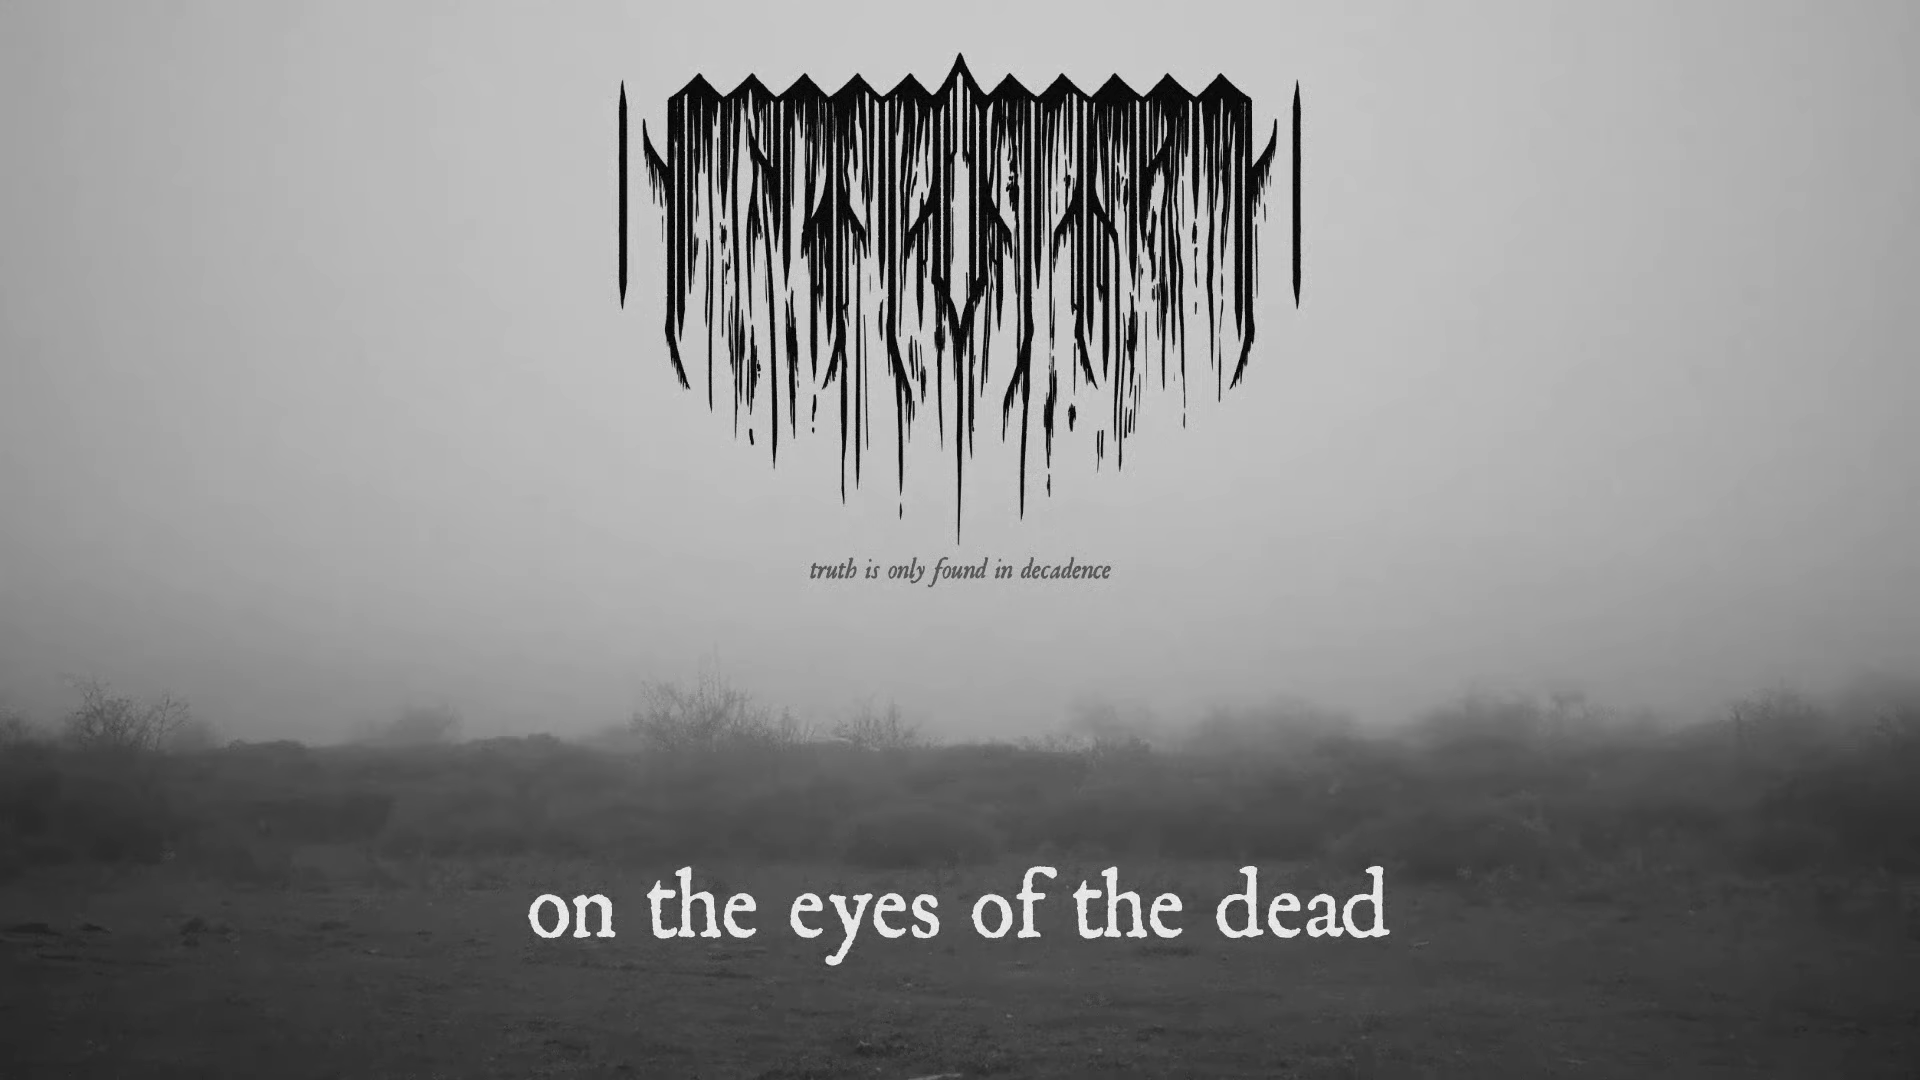 truth is only found in decadence
on the eyes of the dead